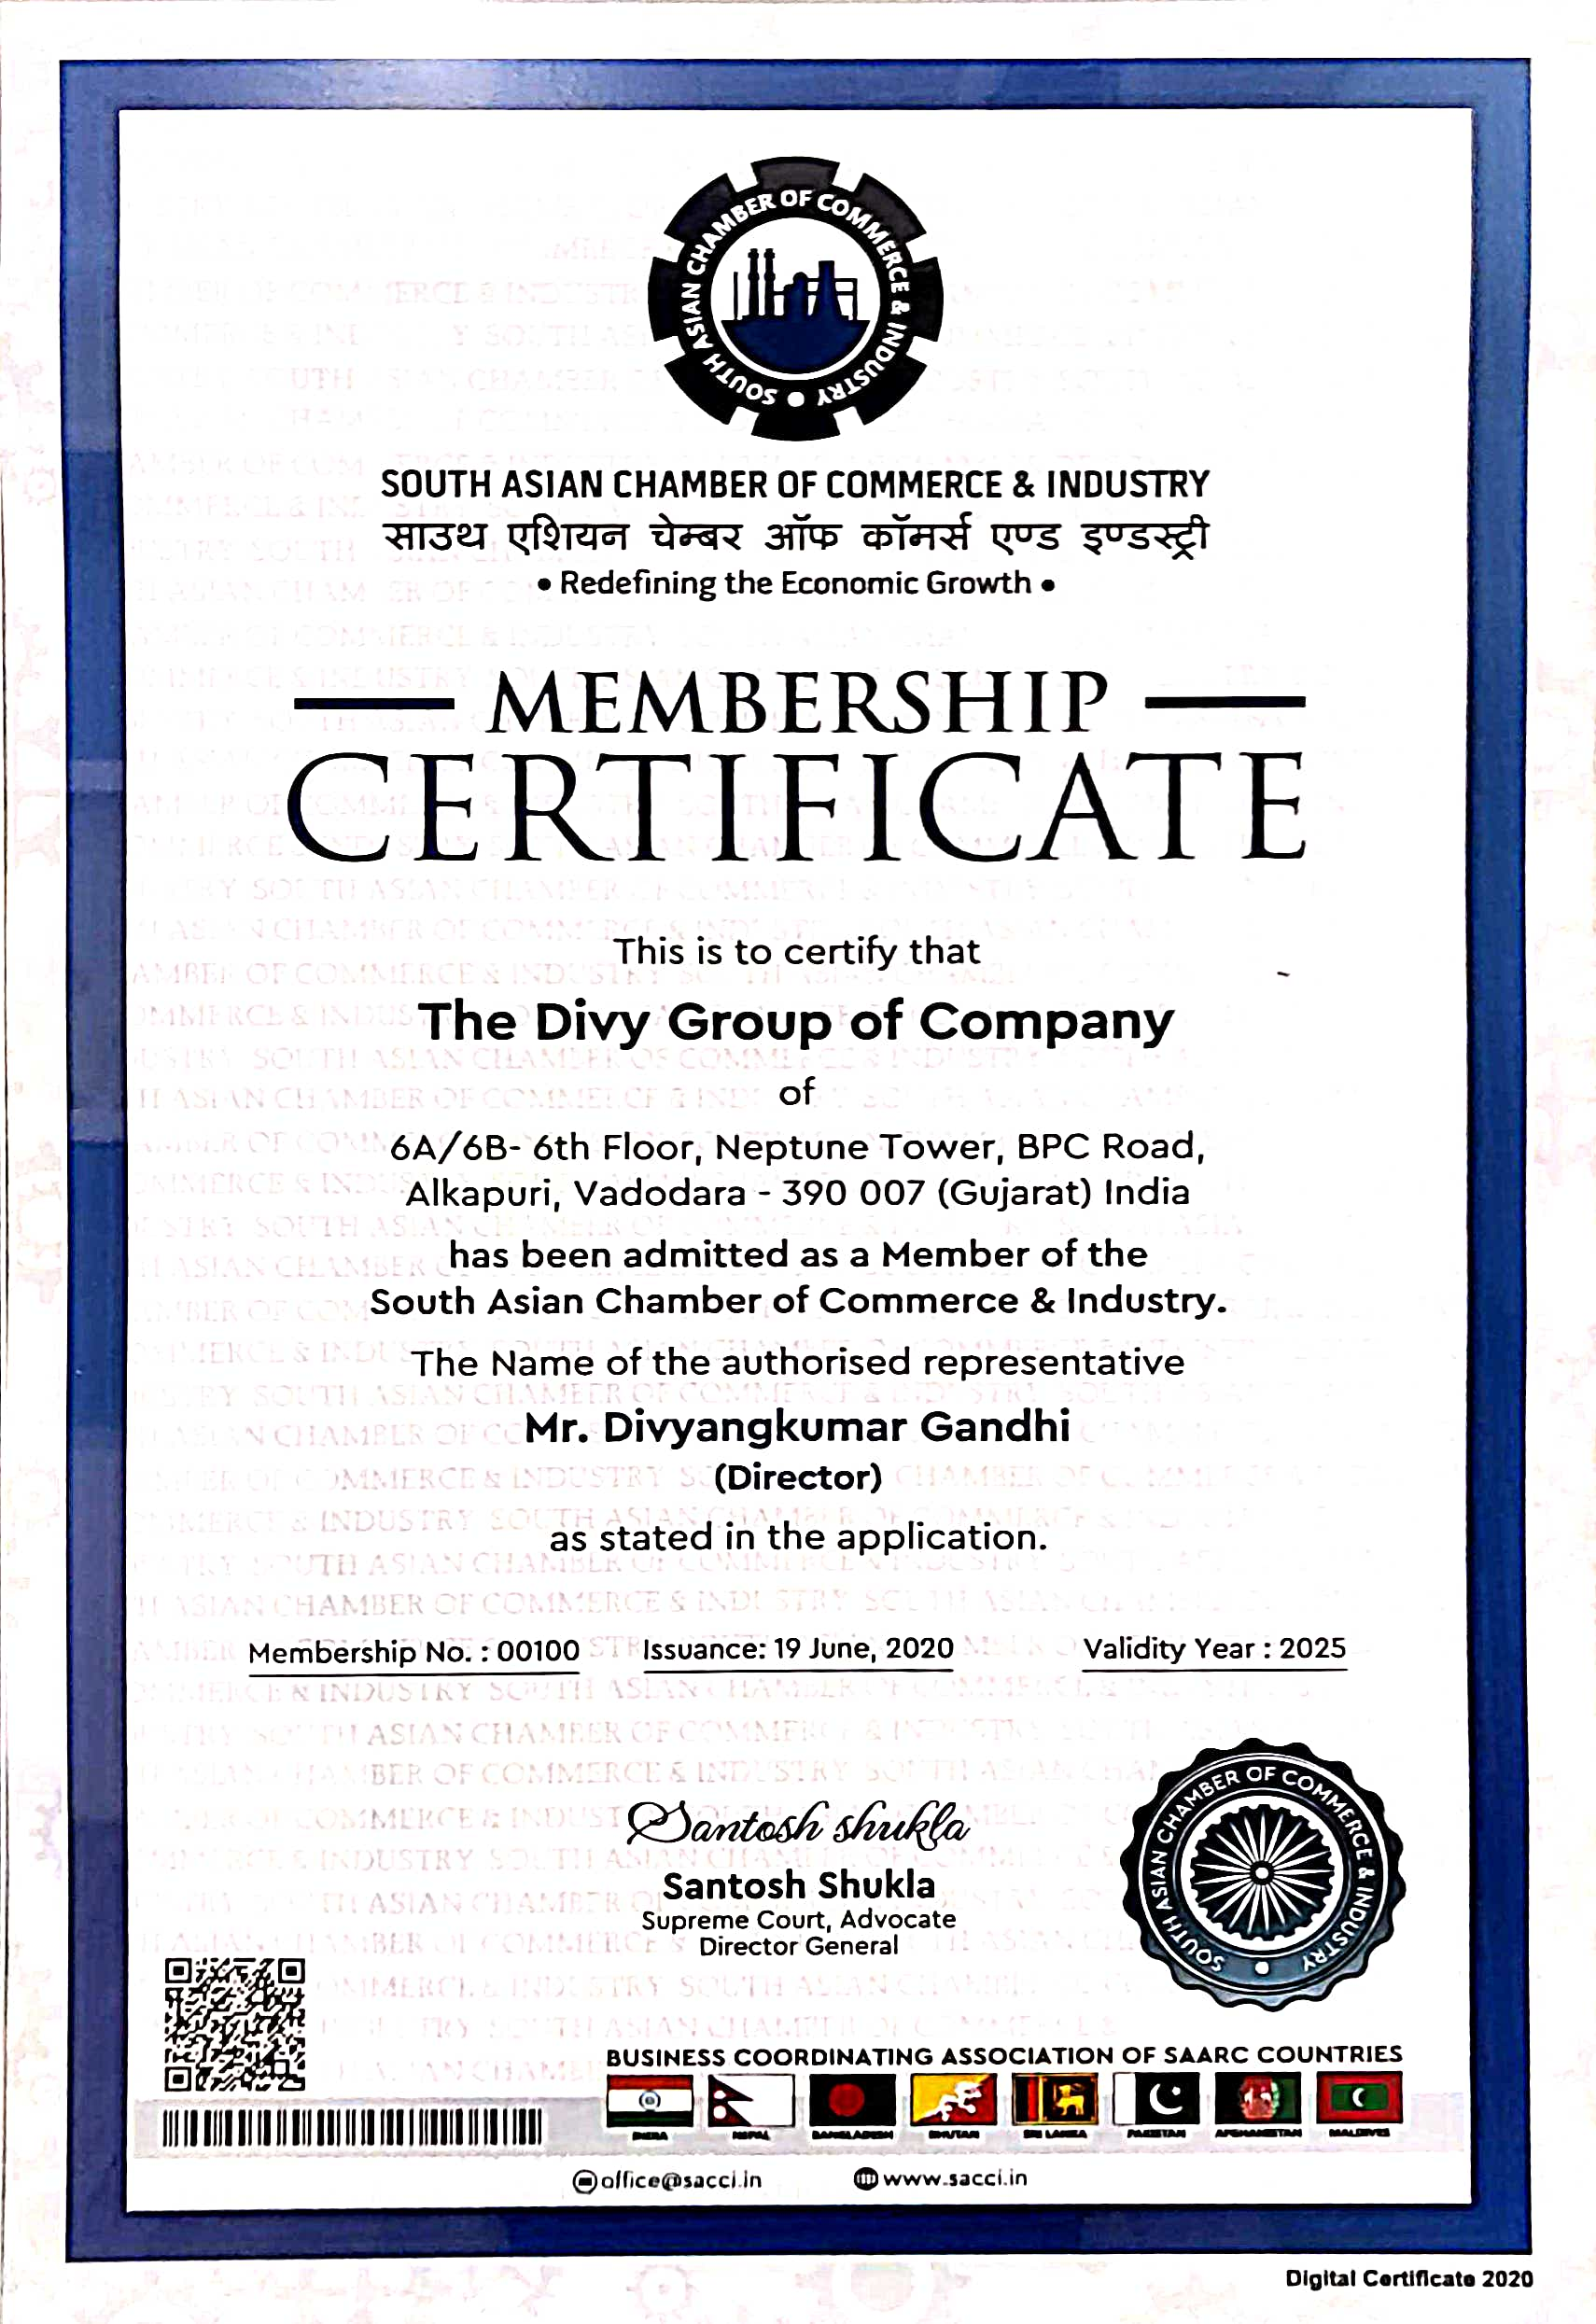 SOUTH ASIAN CHAMBER OF COMMERCE & INDUSTRY
SOUTH ASIAN CHAMBER OF COMMERCE & INDUSTRY
साउथ एशियन चेम्बर ऑफ कॉमर्स एण्ड इण्डस्ट्री
• Redefining the Economic Growth •
MEMBERSHIP
CERTIFICATE
This is to certify that
The Divy Group of Company
of
6A/6B- 6th Floor, Neptune Tower, BPC Road,
Alkapuri, Vadodara - 390 007 (Gujarat) India
has been admitted as a Member of the
South Asian Chamber of Commerce & Industry.
The Name of the authorised representative
Mr. Divyangkumar Gandhi
(Director)
as stated in the application.
Membership No. : 00100 Issuance: 19 June, 2020 Validity Year : 2025
Santosh shukla
Santosh Shukla
Supreme Court, Advocate
Director General
SOUTH ASIAN CHAMBER OF COMMERCE & INDUSTRY
BUSINESS COORDINATING ASSOCIATION OF SAARC COUNTRIES
INDIA NEPAL BANGLADESH BHUTAN SRI LANKA PAKISTAN AFGHANISTAN MALDIVES
office@sacci.in www.sacci.in
Digital Certificate 2020